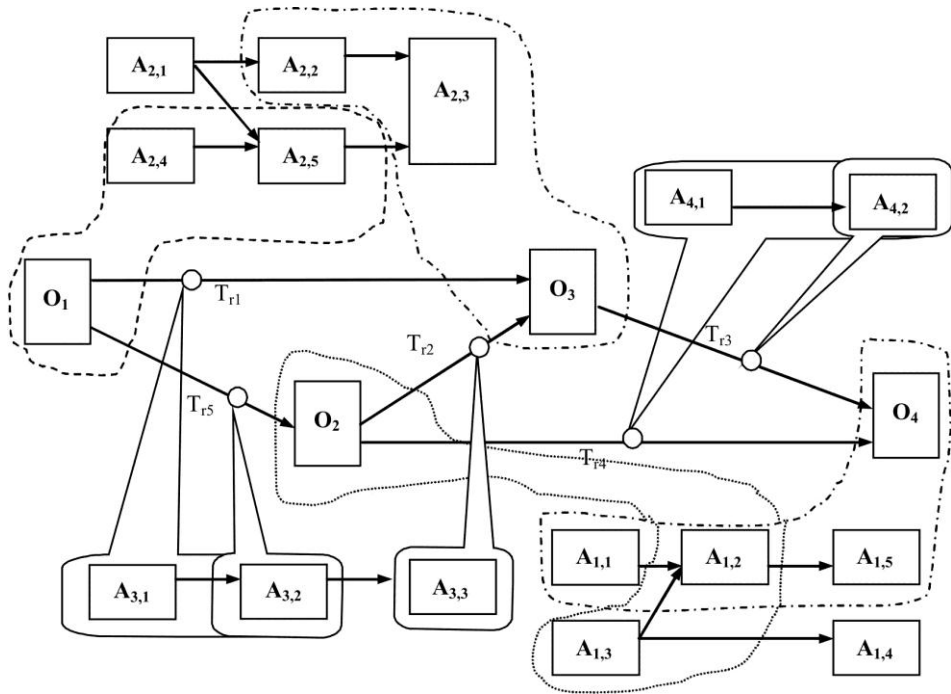 A2,1
A2,2
A2,3
A2,4
A2,5
A4,1
A4,2
O1
O3
Tr1
Tr2
Tr3
Tr5
O2
O4
Tr4
A1,1
A1,2
A1,5
A3,1
A3,2
A3,3
A1,3
A1,4